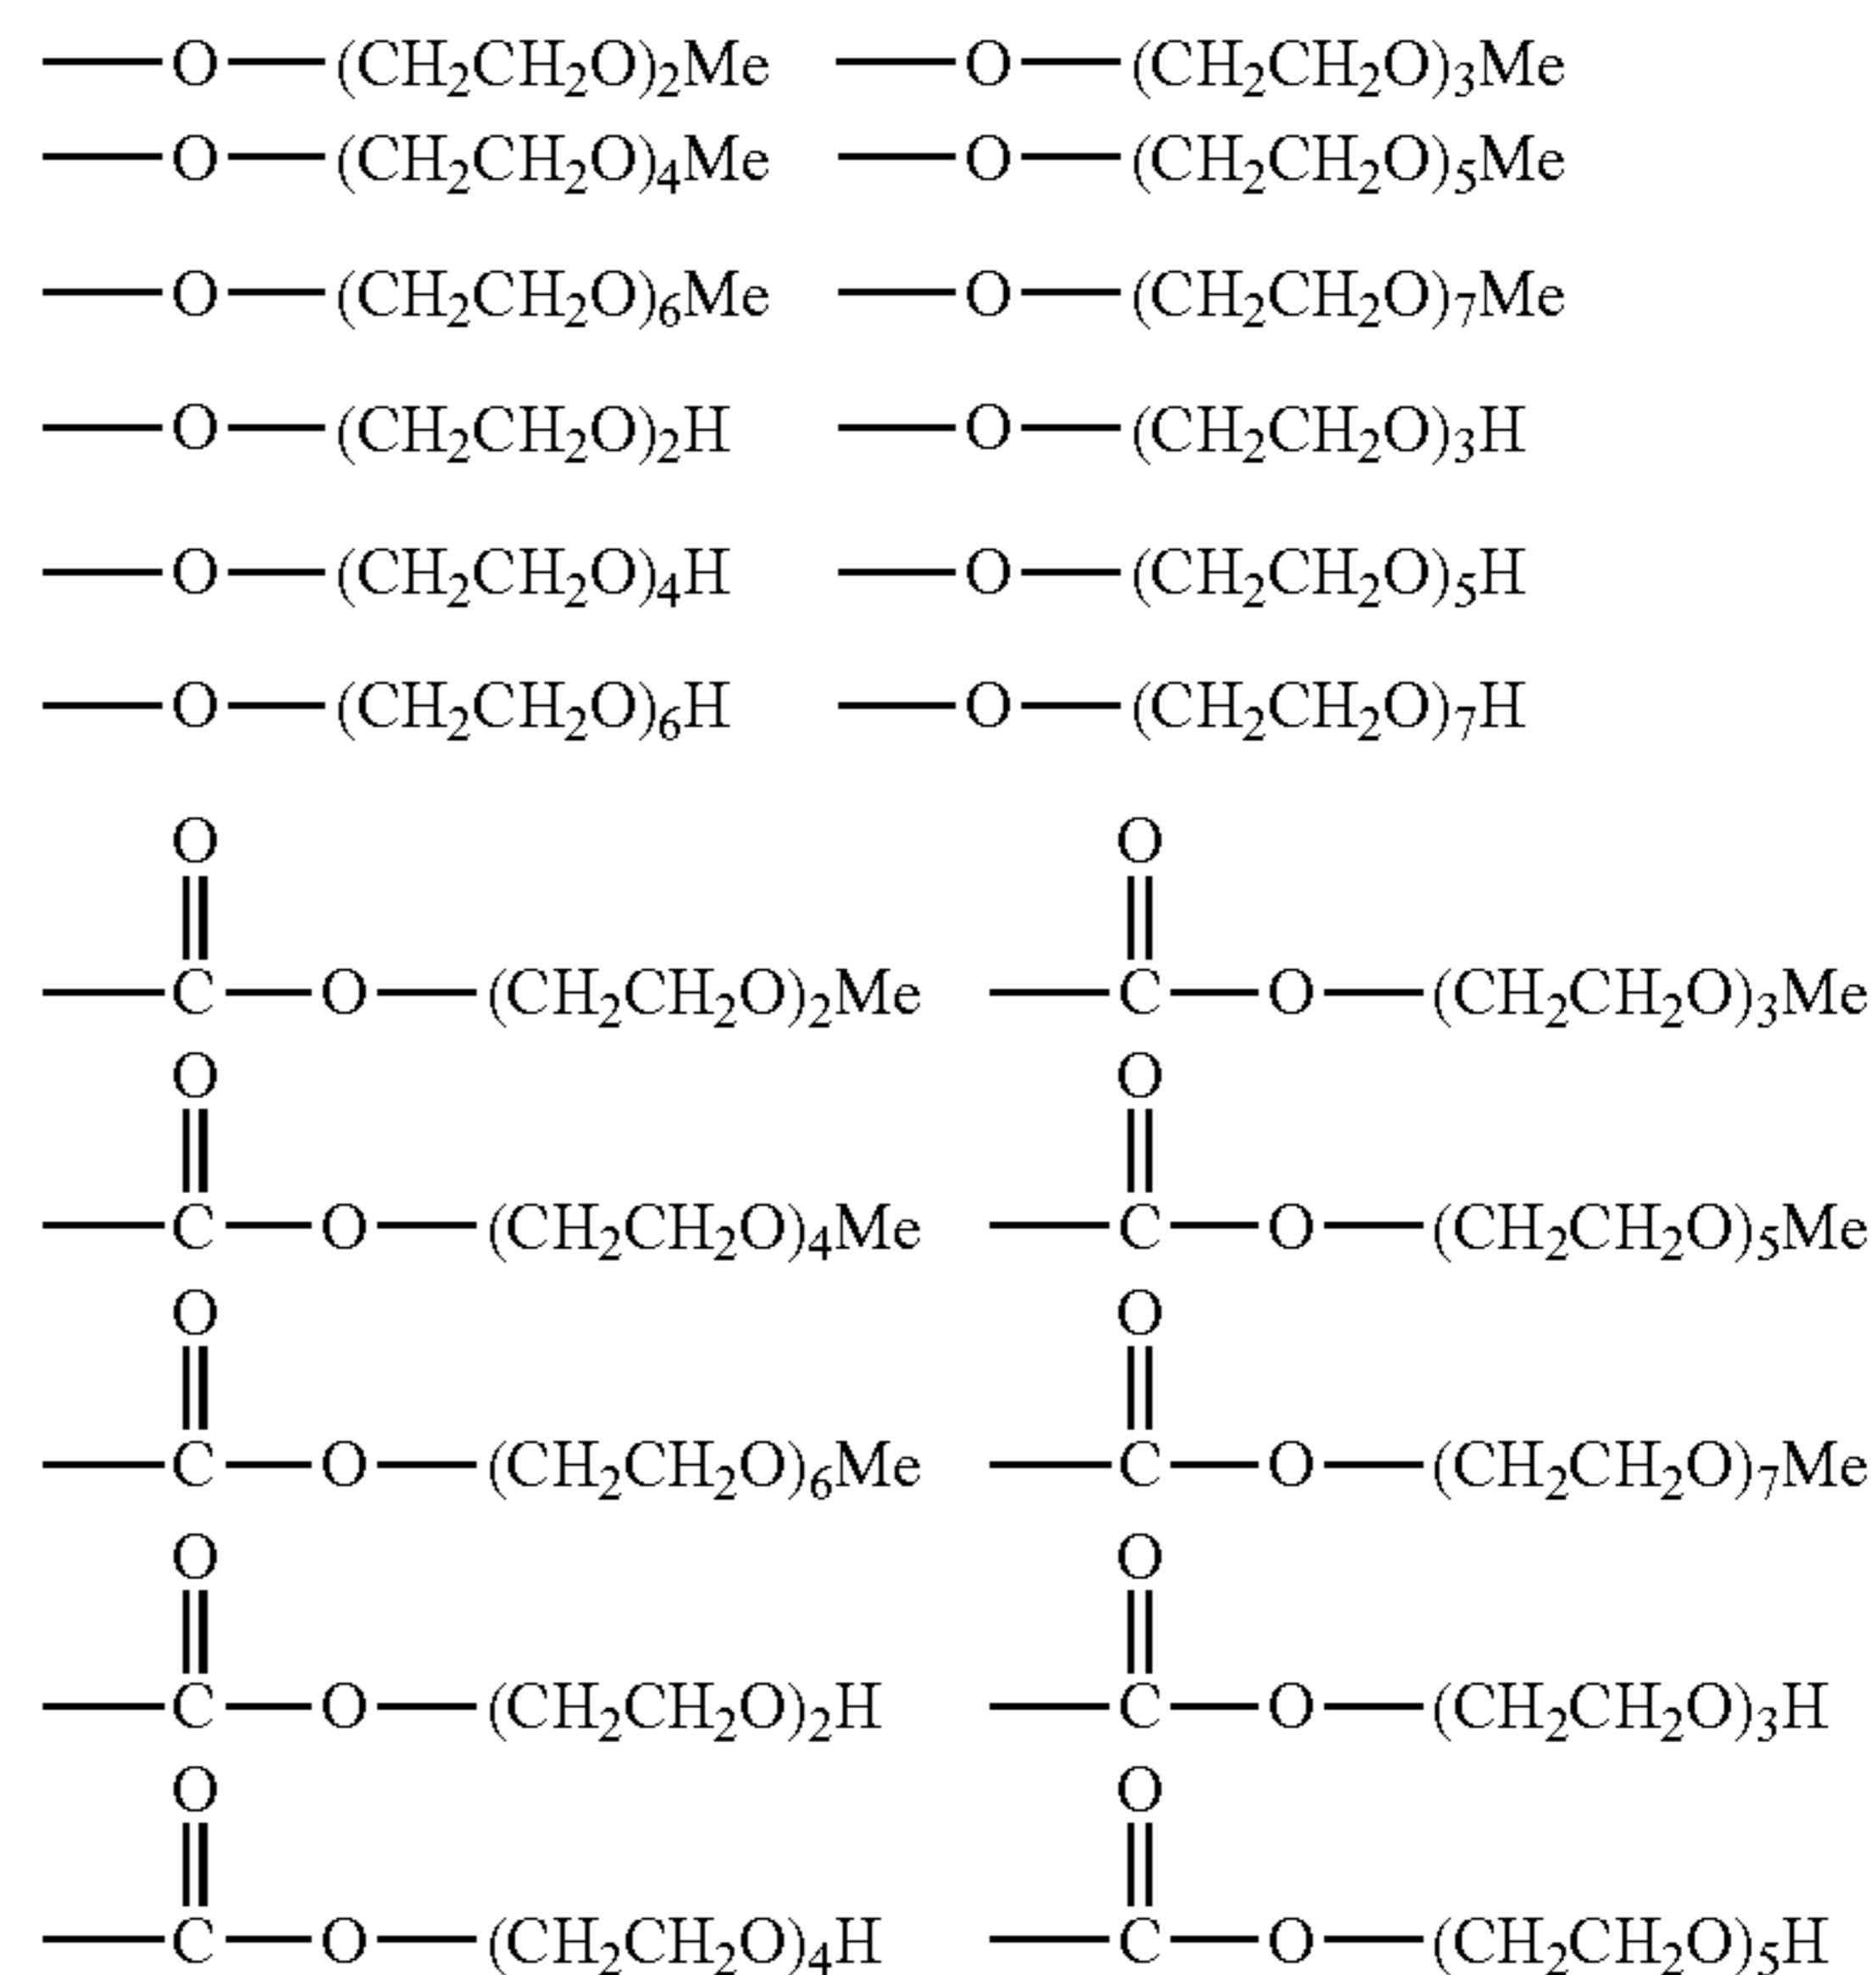 —O—(CH₂CH₂O)₂Me —O—(CH₂CH₂O)₃Me
—O—(CH₂CH₂O)₄Me —O—(CH₂CH₂O)₅Me
—O—(CH₂CH₂O)₆Me —O—(CH₂CH₂O)₇Me
—O—(CH₂CH₂O)₂H —O—(CH₂CH₂O)₃H
—O—(CH₂CH₂O)₄H —O—(CH₂CH₂O)₅H
—O—(CH₂CH₂O)₆H —O—(CH₂CH₂O)₇H
O O
—C—O—(CH₂CH₂O)₂Me —C—O—(CH₂CH₂O)₃Me
O O
—C—O—(CH₂CH₂O)₄Me —C—O—(CH₂CH₂O)₅Me
O O
—C—O—(CH₂CH₂O)₆Me —C—O—(CH₂CH₂O)₇Me
O O
—C—O—(CH₂CH₂O)₂H —C—O—(CH₂CH₂O)₃H
O O
—C—O—(CH₂CH₂O)₄H —C—O—(CH₂CH₂O)₅H